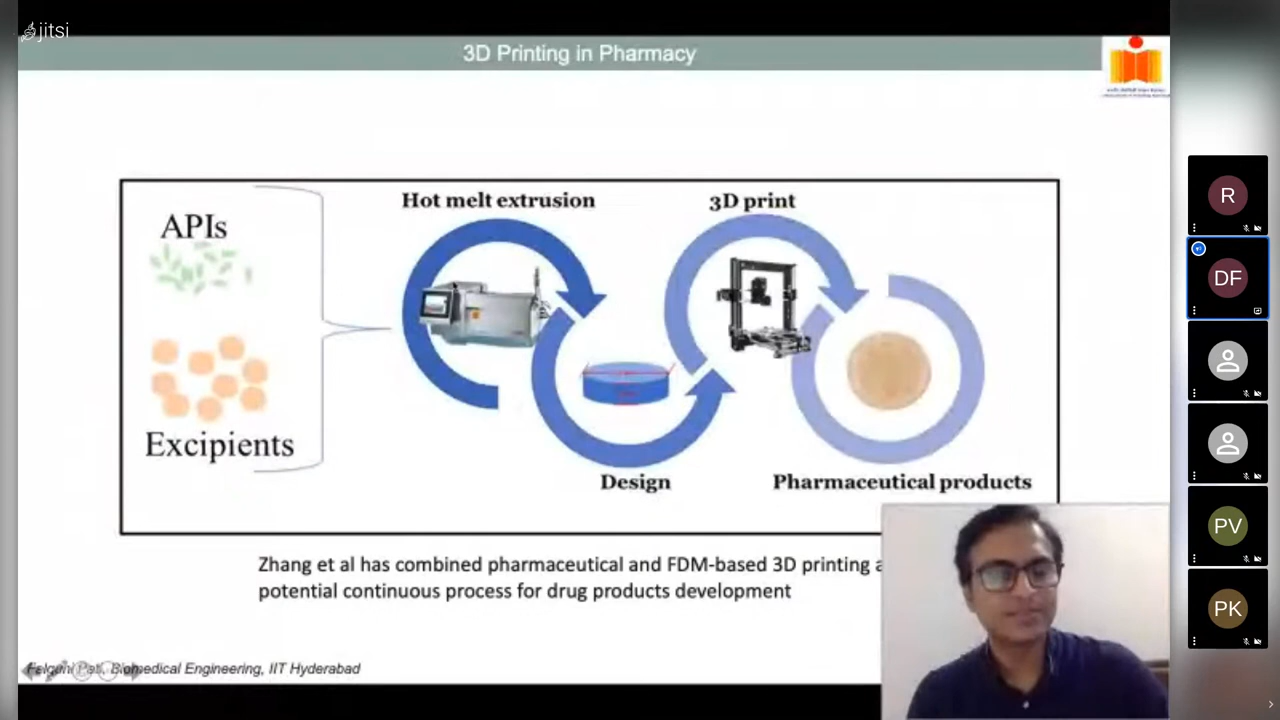 jitsi
3D Printing in Pharmacy
APIs
Excipients
Hot melt extrusion
3D print
Design
Pharmaceutical products
Zhang et al has combined pharmaceutical and FDM-based 3D printing
potential continuous process for drug products development
Biomedical Engineering, IIT Hyderabad
R
DF
PV
PK